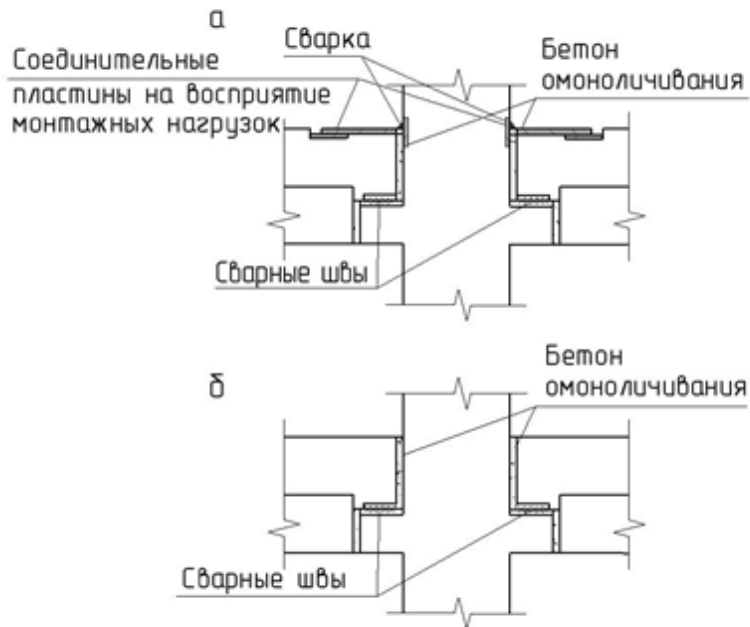 а
Сварка
Соединительные
пластины на восприятие
монтажных нагрузок
Бетон
омоноличивания
Сварные швы
б
Бетон
омоноличивания
Сварные швы